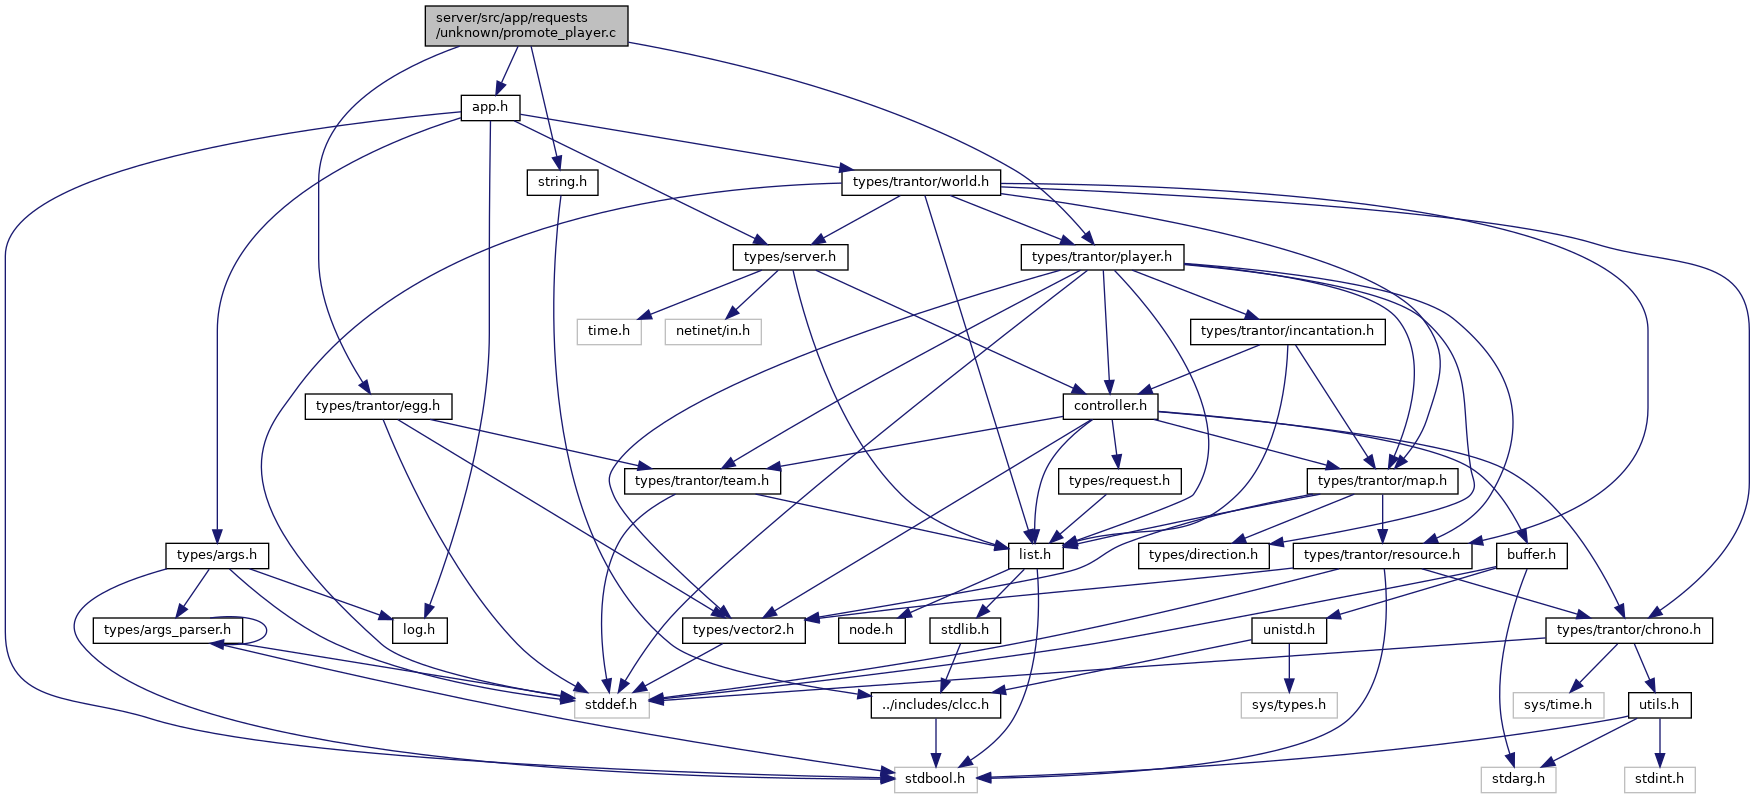 server/src/app/requests
/unknown/promote_player.c
app.h
string.h
types/trantor/world.h
types/server.h
types/trantor/player.h
time.h
netinet/in.h
types/trantor/incantation.h
types/trantor/egg.h
controller.h
types/trantor/team.h
types/request.h
types/trantor/map.h
types/args.h
list.h
types/direction.h
types/trantor/resource.h
buffer.h
types/args_parser.h
log.h
types/vector2.h
node.h
stdlib.h
unistd.h
types/trantor/chrono.h
stddef.h
../includes/clcc.h
sys/types.h
sys/time.h
utils.h
stdbool.h
stdarg.h
stdint.h